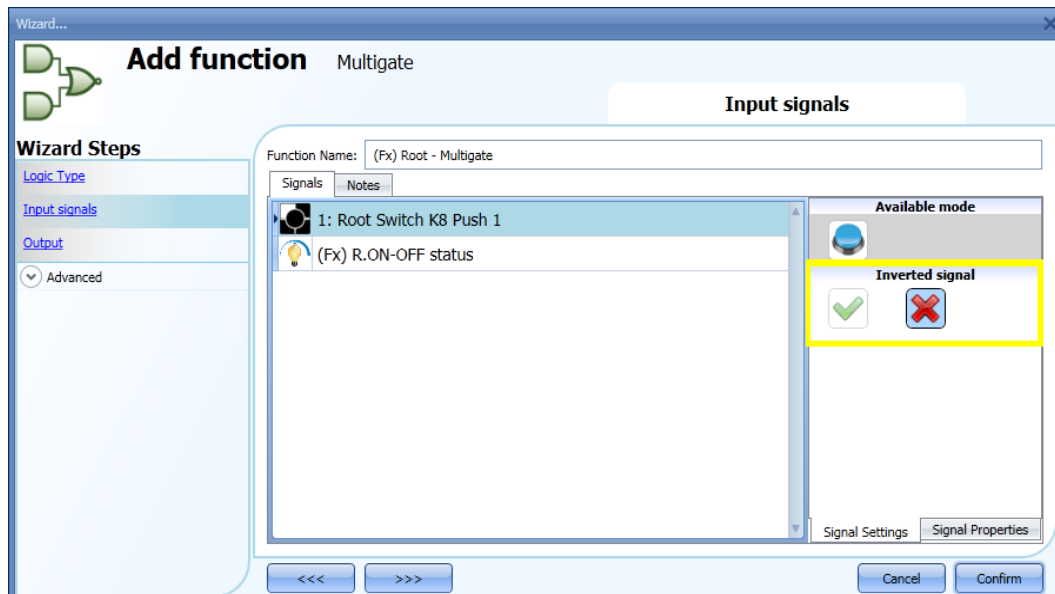 Wizard...
Add function Multigate
Input signals
Wizard Steps
Logic Type
Input signals
Output
Advanced
Function Name: (Fx) Root - Multigate
Signals Notes
1: Root Switch K8 Push 1
(Fx) R.ON-OFF status
Available mode
Inverted signal
Signal Settings Signal Properties
<<< >>> Cancel Confirm